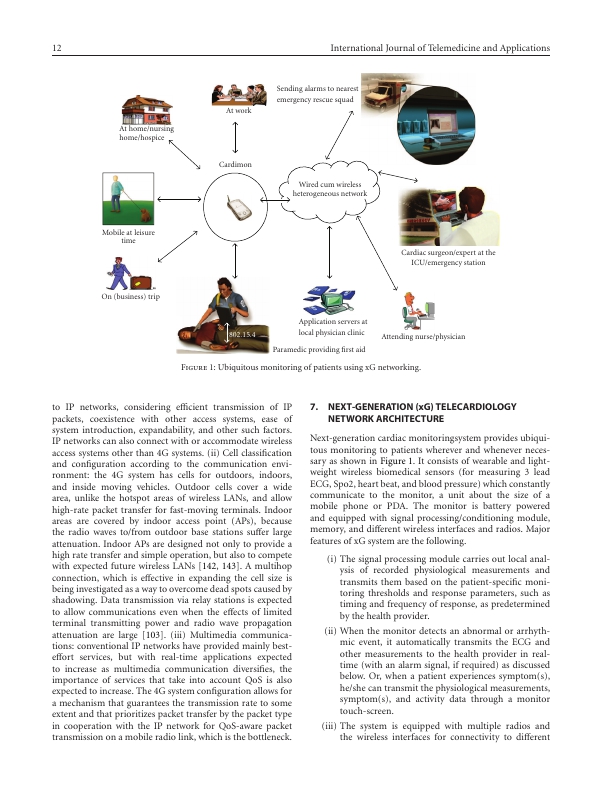 12
International Journal of Telemedicine and Applications
Sending alarms to nearest
emergency rescue squad
At work
At home/nursing
home/hospice
Cardimon
Wired cum wireless
heterogeneous network
Mobile at leisure
time
Cardiac surgeon/expert at the
ICU/emergency station
On (business) trip
802.15.4
Application servers at
local physician clinic
Attending nurse/physician
Paramedic providing first aid
Figure 1: Ubiquitous monitoring of patients using xG networking.
to IP networks, considering efficient transmission of IP
packets, coexistence with other access systems, ease of
system introduction, expandability, and other such factors.
IP networks can also connect with or accommodate wireless
access systems other than 4G systems. (ii) Cell classification
and configuration according to the communication envi-
ronment: the 4G system has cells for outdoors, indoors,
and inside moving vehicles. Outdoor cells cover a wide
area, unlike the hotspot areas of wireless LANs, and allow
high-rate packet transfer for fast-moving terminals. Indoor
areas are covered by indoor access point (APs), because
the radio waves to/from outdoor base stations suffer large
attenuation. Indoor APs are designed not only to provide a
high rate transfer and simple operation, but also to compete
with expected future wireless LANs [142, 143]. A multihop
connection, which is effective in expanding the cell size is
being investigated as a way to overcome dead spots caused by
shadowing. Data transmission via relay stations is expected
to allow communications even when the effects of limited
terminal transmitting power and radio wave propagation
attenuation are large [103]. (iii) Multimedia communica-
tions: conventional IP networks have provided mainly best-
effort services, but with real-time applications expected
to increase as multimedia communication diversifies, the
importance of services that take into account QoS is also
expected to increase. The 4G system configuration allows for
a mechanism that guarantees the transmission rate to some
extent and that prioritizes packet transfer by the packet type
in cooperation with the IP network for QoS-aware packet
transmission on a mobile radio link, which is the bottleneck.
7. NEXT-GENERATION (xG) TELECARDIOLOGY
NETWORK ARCHITECTURE
Next-generation cardiac monitoringsystem provides ubiqui-
tous monitoring to patients wherever and whenever neces-
sary as shown in Figure 1. It consists of wearable and light-
weight wireless biomedical sensors (for measuring 3 lead
ECG, Spo2, heart beat, and blood pressure) which constantly
communicate to the monitor, a unit about the size of a
mobile phone or PDA. The monitor is battery powered
and equipped with signal processing/conditioning module,
memory, and different wireless interfaces and radios. Major
features of xG system are the following.
(i) The signal processing module carries out local anal-
ysis of recorded physiological measurements and
transmits them based on the patient-specific moni-
toring thresholds and response parameters, such as
timing and frequency of response, as predetermined
by the health provider.
(ii) When the monitor detects an abnormal or arrhyth-
mic event, it automatically transmits the ECG and
other measurements to the health provider in real-
time (with an alarm signal, if required) as discussed
below. Or, when a patient experiences symptom(s),
he/she can transmit the physiological measurements,
symptom(s), and activity data through a monitor
touch-screen.
(iii) The system is equipped with multiple radios and
the wireless interfaces for connectivity to different